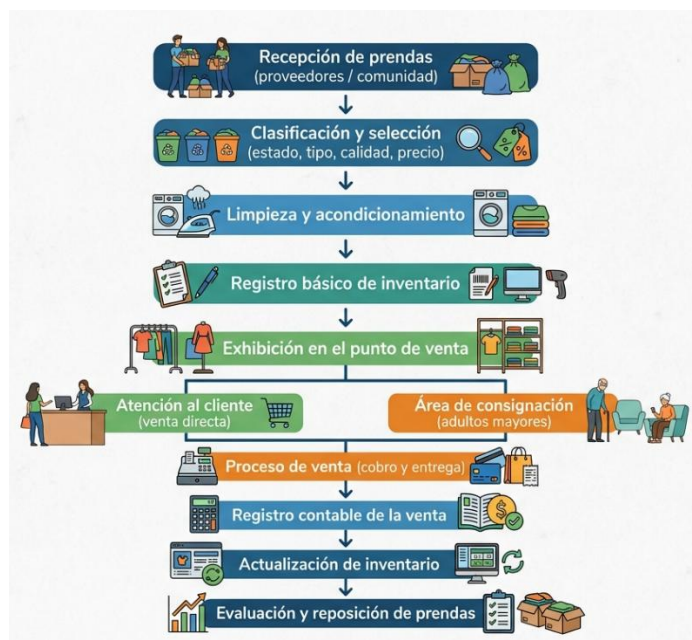 Recepción de prendas
(proveedores / comunidad)
Clasificación y selección
(estado, tipo, calidad, precio)
Limpieza y acondicionamiento
Registro básico de inventario
Exhibición en el punto de venta
Atención al cliente
(venta directa)
Área de consignación
(adultos mayores)
Proceso de venta (cobro y entrega)
Registro contable de la venta
Actualización de inventario
Evaluación y reposición de prendas